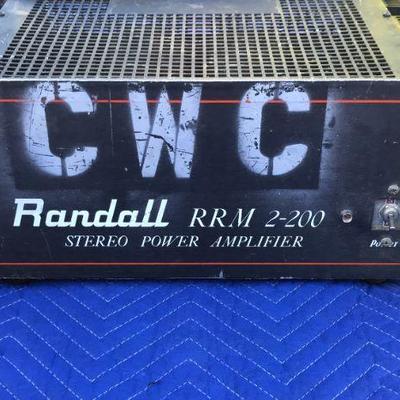 CWC
Randall RRM 2-200
STEREO POWER AMPLIFIER
Power